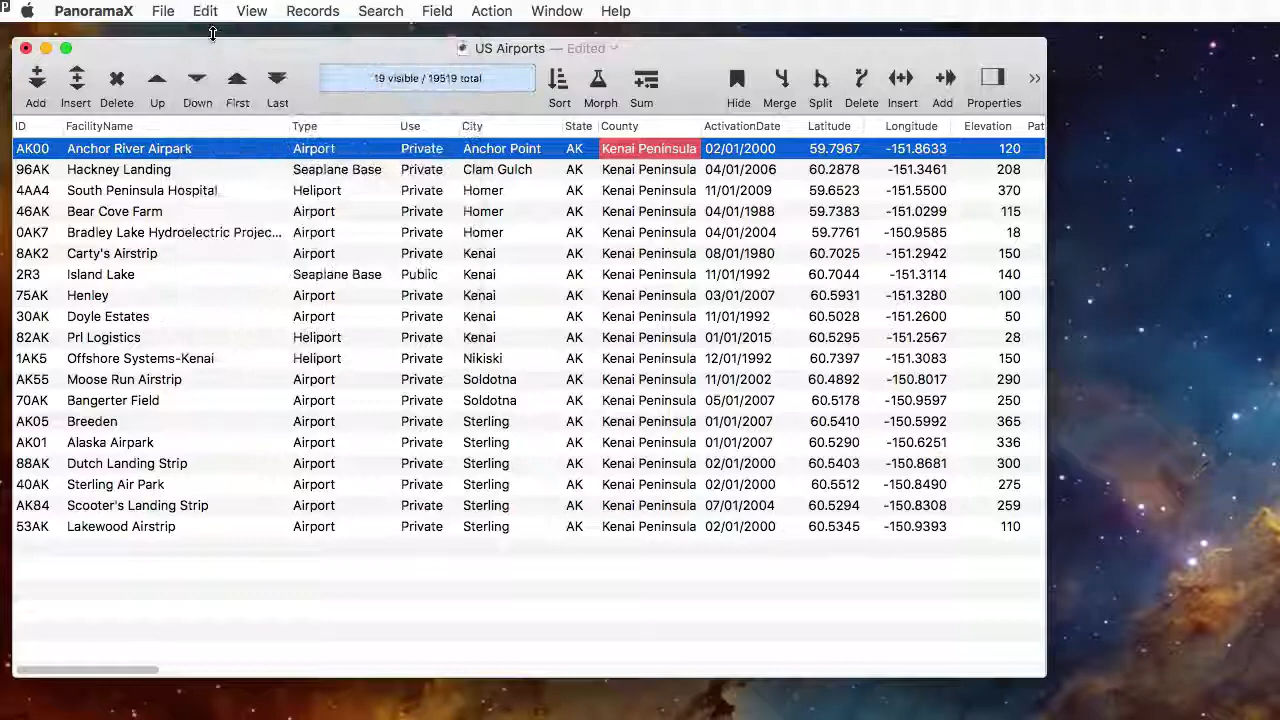 PanoramaX File Edit View Records Search Field Action Window Help
US Airports — Edited
19 visible / 19519 total
Add Insert Delete Up Down First Last Sort Morph Sum Hide Merge Split Delete Insert Add Properties
ID FacilityName Type Use City State County ActivationDate Latitude Longitude Elevation Pat
AK00 Anchor River Airpark Airport Private Anchor Point AK Kenai Peninsula 02/01/2000 59.7967 -151.8633 120
96AK Hackney Landing Seaplane Base Private Clam Gulch AK Kenai Peninsula 04/01/2006 60.2878 -151.3461 208
4AA4 South Peninsula Hospital Heliport Private Homer AK Kenai Peninsula 11/01/2009 59.6523 -151.5500 370
46AK Bear Cove Farm Airport Private Homer AK Kenai Peninsula 04/01/1988 59.7383 -151.0299 115
0AK7 Bradley Lake Hydroelectric Projec... Airport Private Homer AK Kenai Peninsula 04/01/2004 59.7761 -150.9585 18
8AK2 Carty's Airstrip Airport Private Kenai AK Kenai Peninsula 08/01/1980 60.7025 -151.2942 150
2R3 Island Lake Seaplane Base Public Kenai AK Kenai Peninsula 11/01/1992 60.7044 -151.3114 140
75AK Henley Airport Private Kenai AK Kenai Peninsula 03/01/2007 60.5931 -151.3280 100
30AK Doyle Estates Airport Private Kenai AK Kenai Peninsula 11/01/1992 60.5028 -151.2600 50
82AK Prl Logistics Heliport Private Kenai AK Kenai Peninsula 01/01/2015 60.5295 -151.2567 28
1AK5 Offshore Systems-Kenai Heliport Private Nikiski AK Kenai Peninsula 12/01/1992 60.7397 -151.3083 150
AK55 Moose Run Airstrip Airport Private Soldotna AK Kenai Peninsula 11/01/2002 60.4892 -150.8017 290
70AK Bangerter Field Airport Private Soldotna AK Kenai Peninsula 05/01/2007 60.5178 -150.9597 250
AK05 Breeden Airport Private Sterling AK Kenai Peninsula 01/01/2007 60.5410 -150.5992 365
AK01 Alaska Airpark Airport Private Sterling AK Kenai Peninsula 01/01/2007 60.5290 -150.6251 336
88AK Dutch Landing Strip Airport Private Sterling AK Kenai Peninsula 02/01/2000 60.5403 -150.8681 300
40AK Sterling Air Park Airport Private Sterling AK Kenai Peninsula 02/01/2000 60.5512 -150.8490 275
AK84 Scooter's Landing Strip Airport Private Sterling AK Kenai Peninsula 07/01/2004 60.5294 -150.8308 259
53AK Lakewood Airstrip Airport Private Sterling AK Kenai Peninsula 02/01/2000 60.5345 -150.9393 110